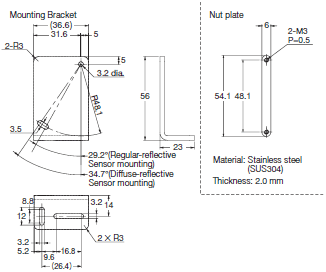 Mounting Bracket
(36.6)
31.6
5
2-R3
5
3.2 dia.
R48.1
3.5
29.2°(Regular-reflective
Sensor mounting)
34.7°(Diffuse-reflective
Sensor mounting)
56
23
8.8
12
3.2
14
3.2
5.2
9.6
16.8
(26.4)
2 X R3
Nut plate
6
2-M3
P=0.5
54.1
48.1
Material: Stainless steel
(SUS304)
Thickness: 2.0 mm